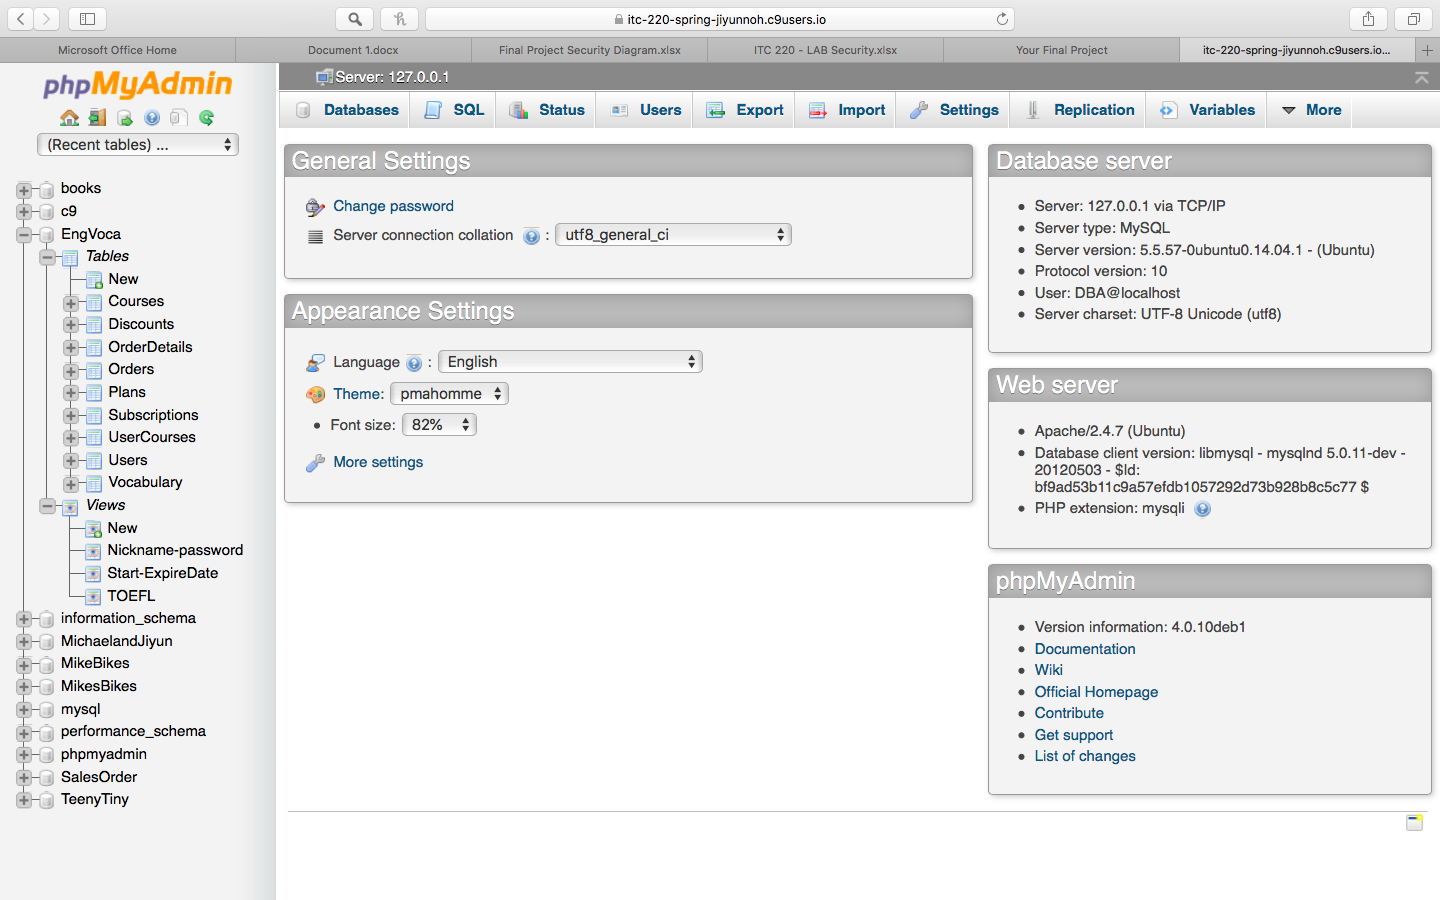 itc-220-spring-jiyunnoh.c9users.io
Microsoft Office Home
Document 1.docx
Final Project Security Diagram.xlsx
ITC 220 - LAB Security.xlsx
Your Final Project
itc-220-spring-jiyunnoh.c9users.io...
phpMyAdmin
(Recent tables) ...
books
c9
EngVoca
Tables
New
Courses
Discounts
OrderDetails
Orders
Plans
Subscriptions
UserCourses
Users
Vocabulary
Views
New
Nickname-password
Start-ExpireDate
TOEFL
information_schema
MichaelandJiyun
MikeBikes
MikesBikes
mysql
performance_schema
phpmyadmin
SalesOrder
TeenyTiny
Server: 127.0.0.1
Databases
SQL
Status
Users
Export
Import
Settings
Replication
Variables
More
General Settings
Change password
Server connection collation :
utf8_general_ci
Appearance Settings
Language :
English
Theme:
pmahomme
Font size:
82%
More settings
Database server
Server: 127.0.0.1 via TCP/IP
Server type: MySQL
Server version: 5.5.57-0ubuntu0.14.04.1 - (Ubuntu)
Protocol version: 10
User: DBA@localhost
Server charset: UTF-8 Unicode (utf8)
Web server
Apache/2.4.7 (Ubuntu)
Database client version: libmysql - mysqlnd 5.0.11-dev -
20120503 - $Id:
bf9ad53b11c9a57efdb1057292d73b928b8c5c77 $
PHP extension: mysqli
phpMyAdmin
Version information: 4.0.10deb1
Documentation
Wiki
Official Homepage
Contribute
Get support
List of changes